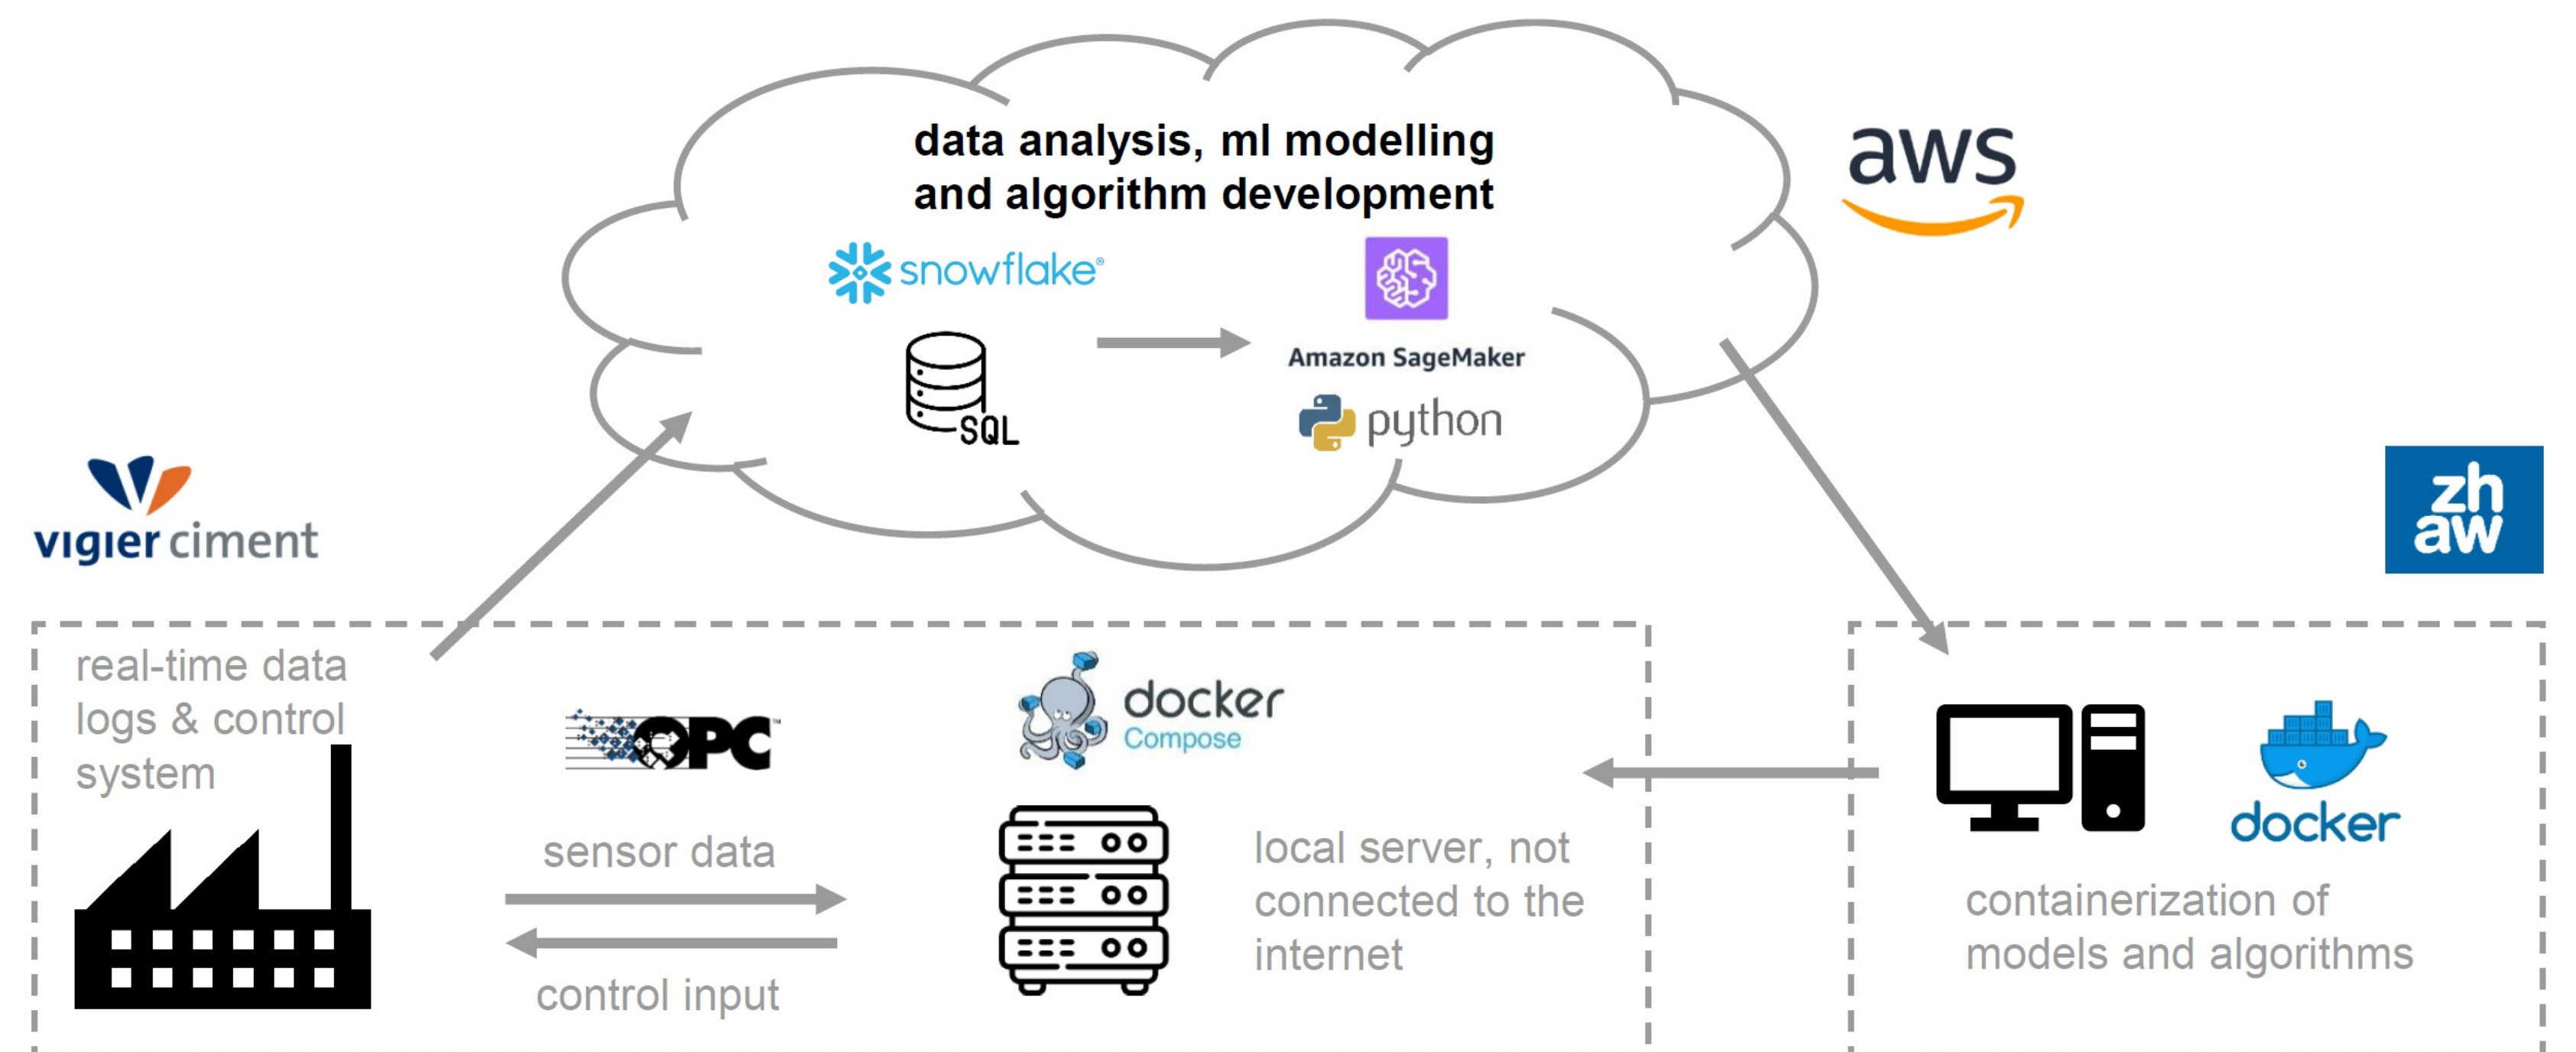 data analysis, ml modelling
and algorithm development
aws
snowflake®
SQL
Amazon SageMaker
python
vigier ciment
zh
aw
real-time data
logs & control
system
OPC™
sensor data
control input
docker
Compose
local server, not
connected to the
internet
docker
containerization of
models and algorithms